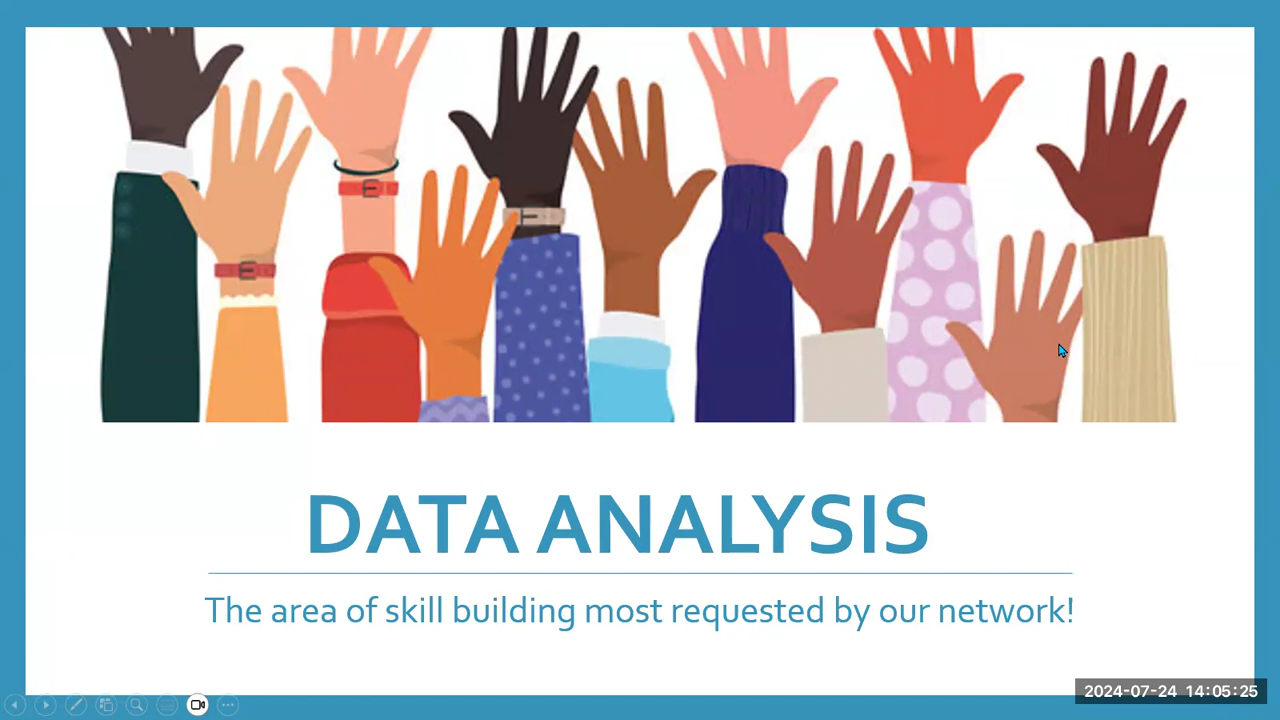 DATA ANALYSIS
The area of skill building most requested by our network!
2024-07-24 14:05:25